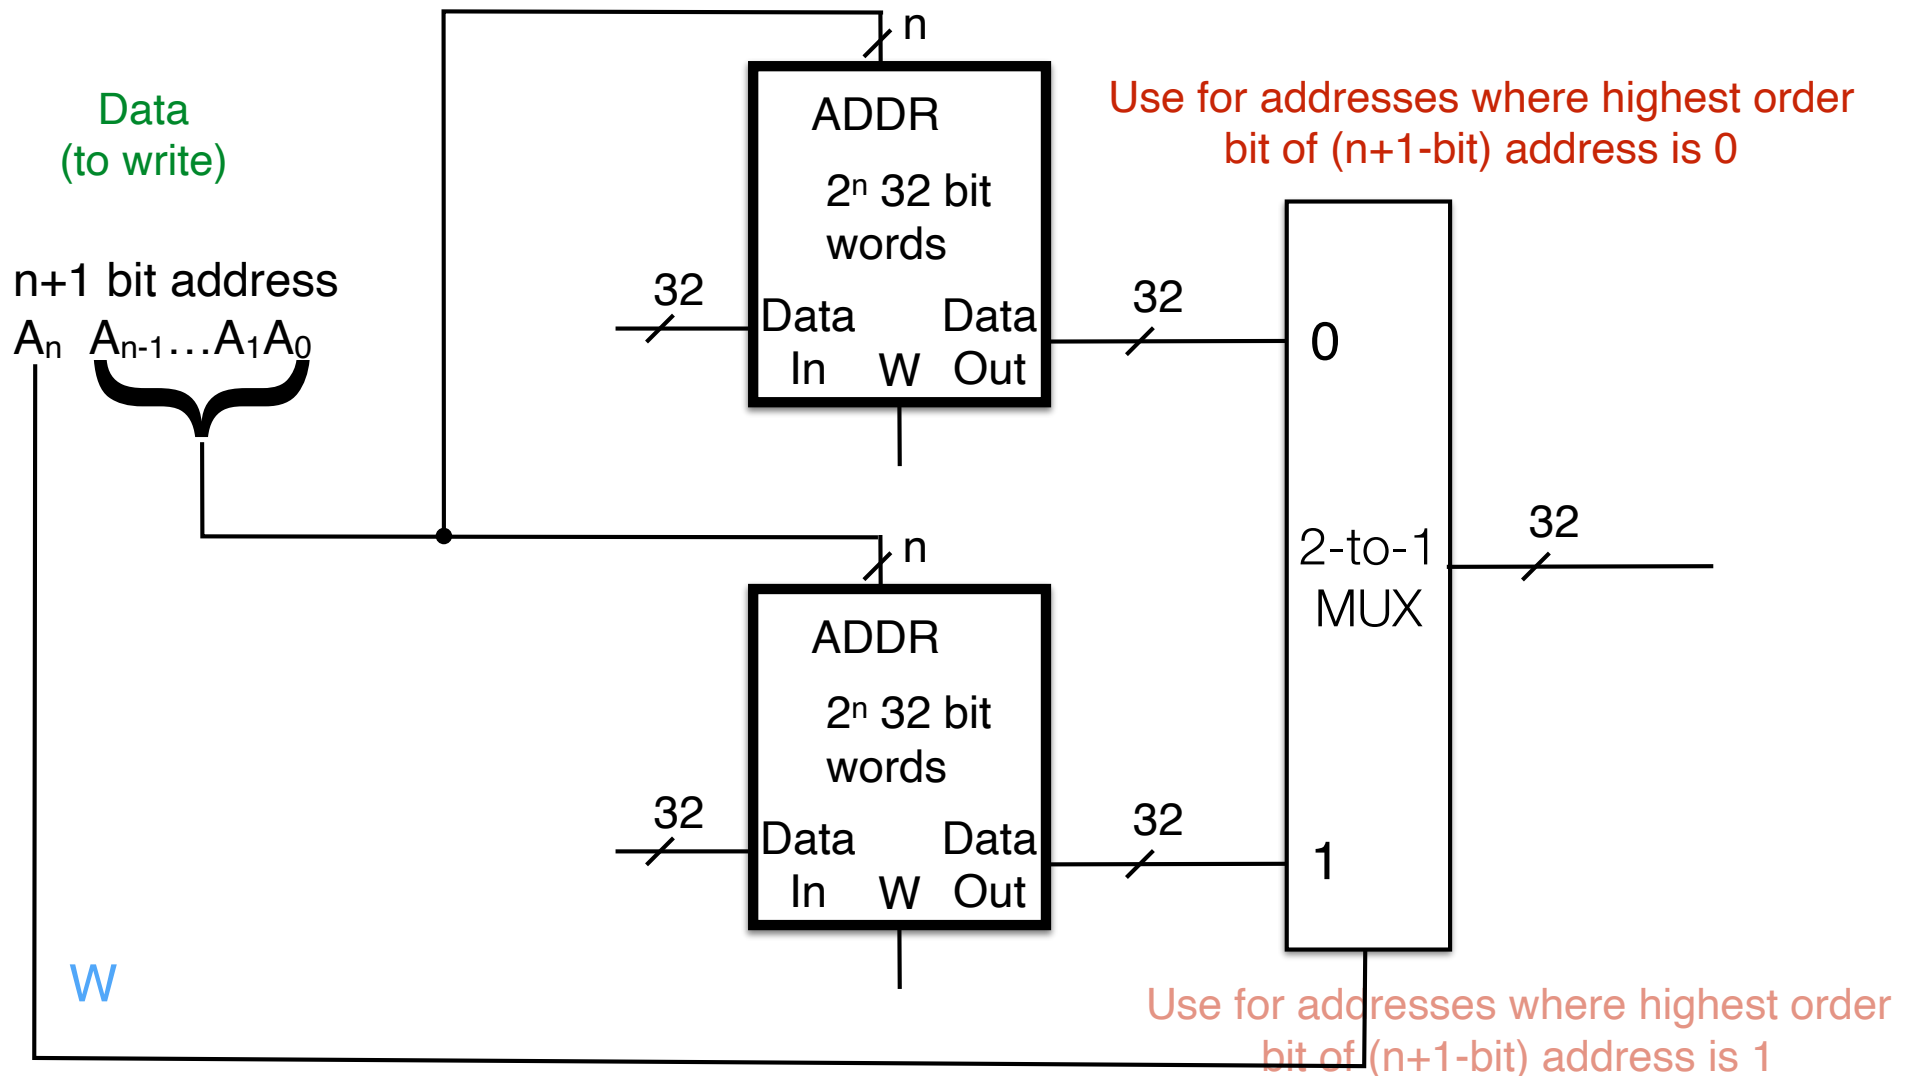 n
Data
(to write)
ADDR
2ⁿ 32 bit
words
32
Data
In
W
Data
Out
Use for addresses where highest order
bit of (n+1-bit) address is 0
n+1 bit address
Aₙ Aₙ₋₁…A₁A₀
32
0
n
ADDR
2ⁿ 32 bit
words
32
Data
In
W
Data
Out
32
2-to-1
MUX
32
1
W
Use for addresses where highest order
bit of (n+1-bit) address is 1